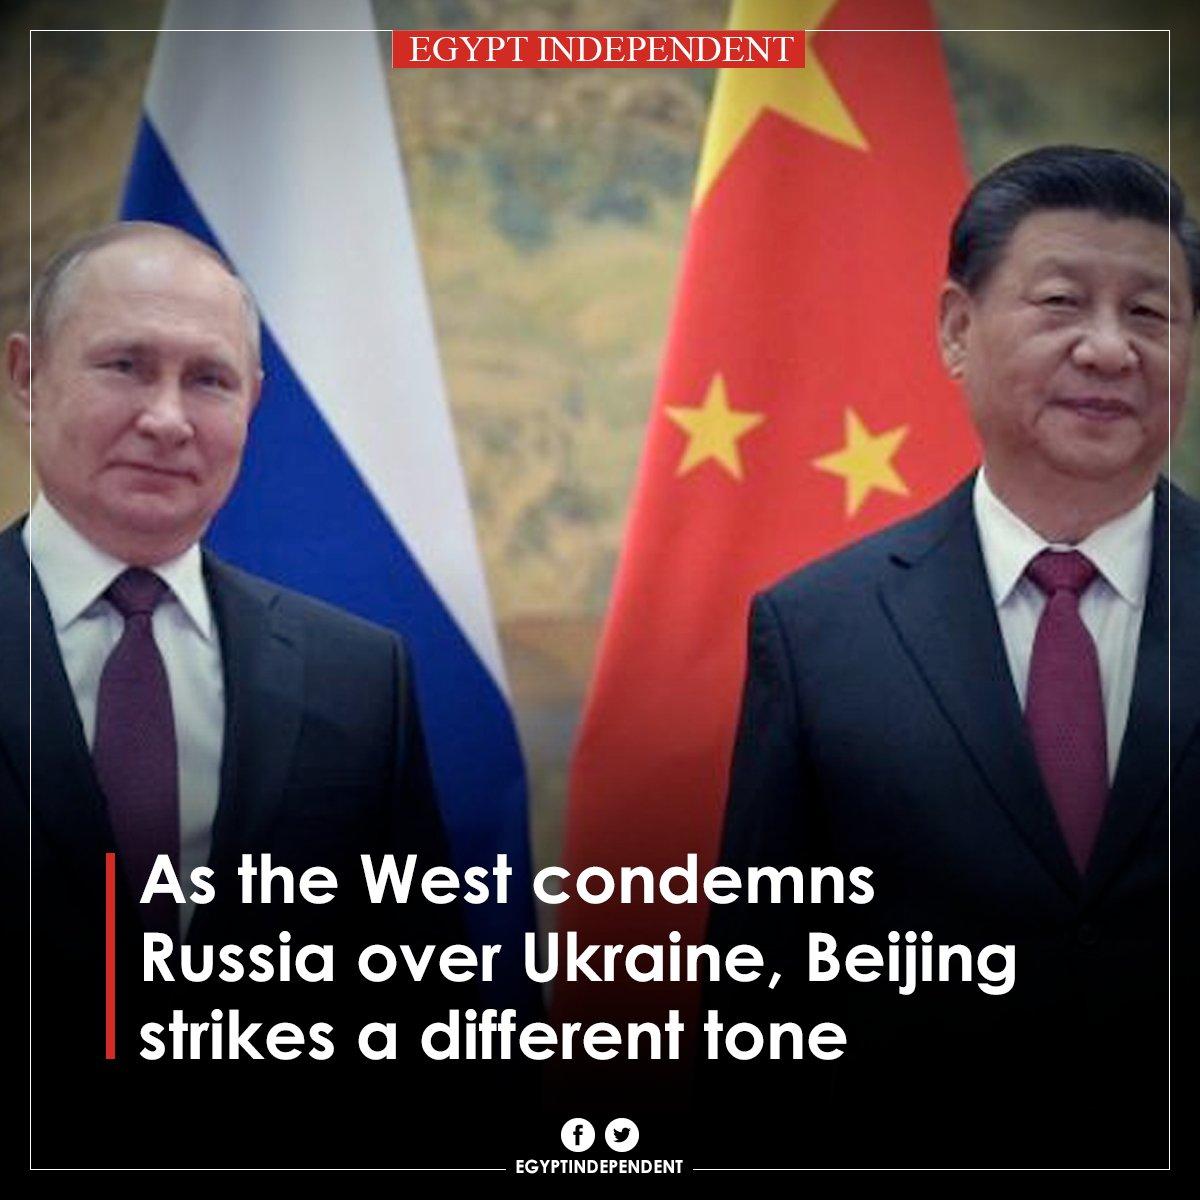 EGYPT INDEPENDENT
As the West condemns
Russia over Ukraine, Beijing
strikes a different tone
EGYPTINDEPENDENT